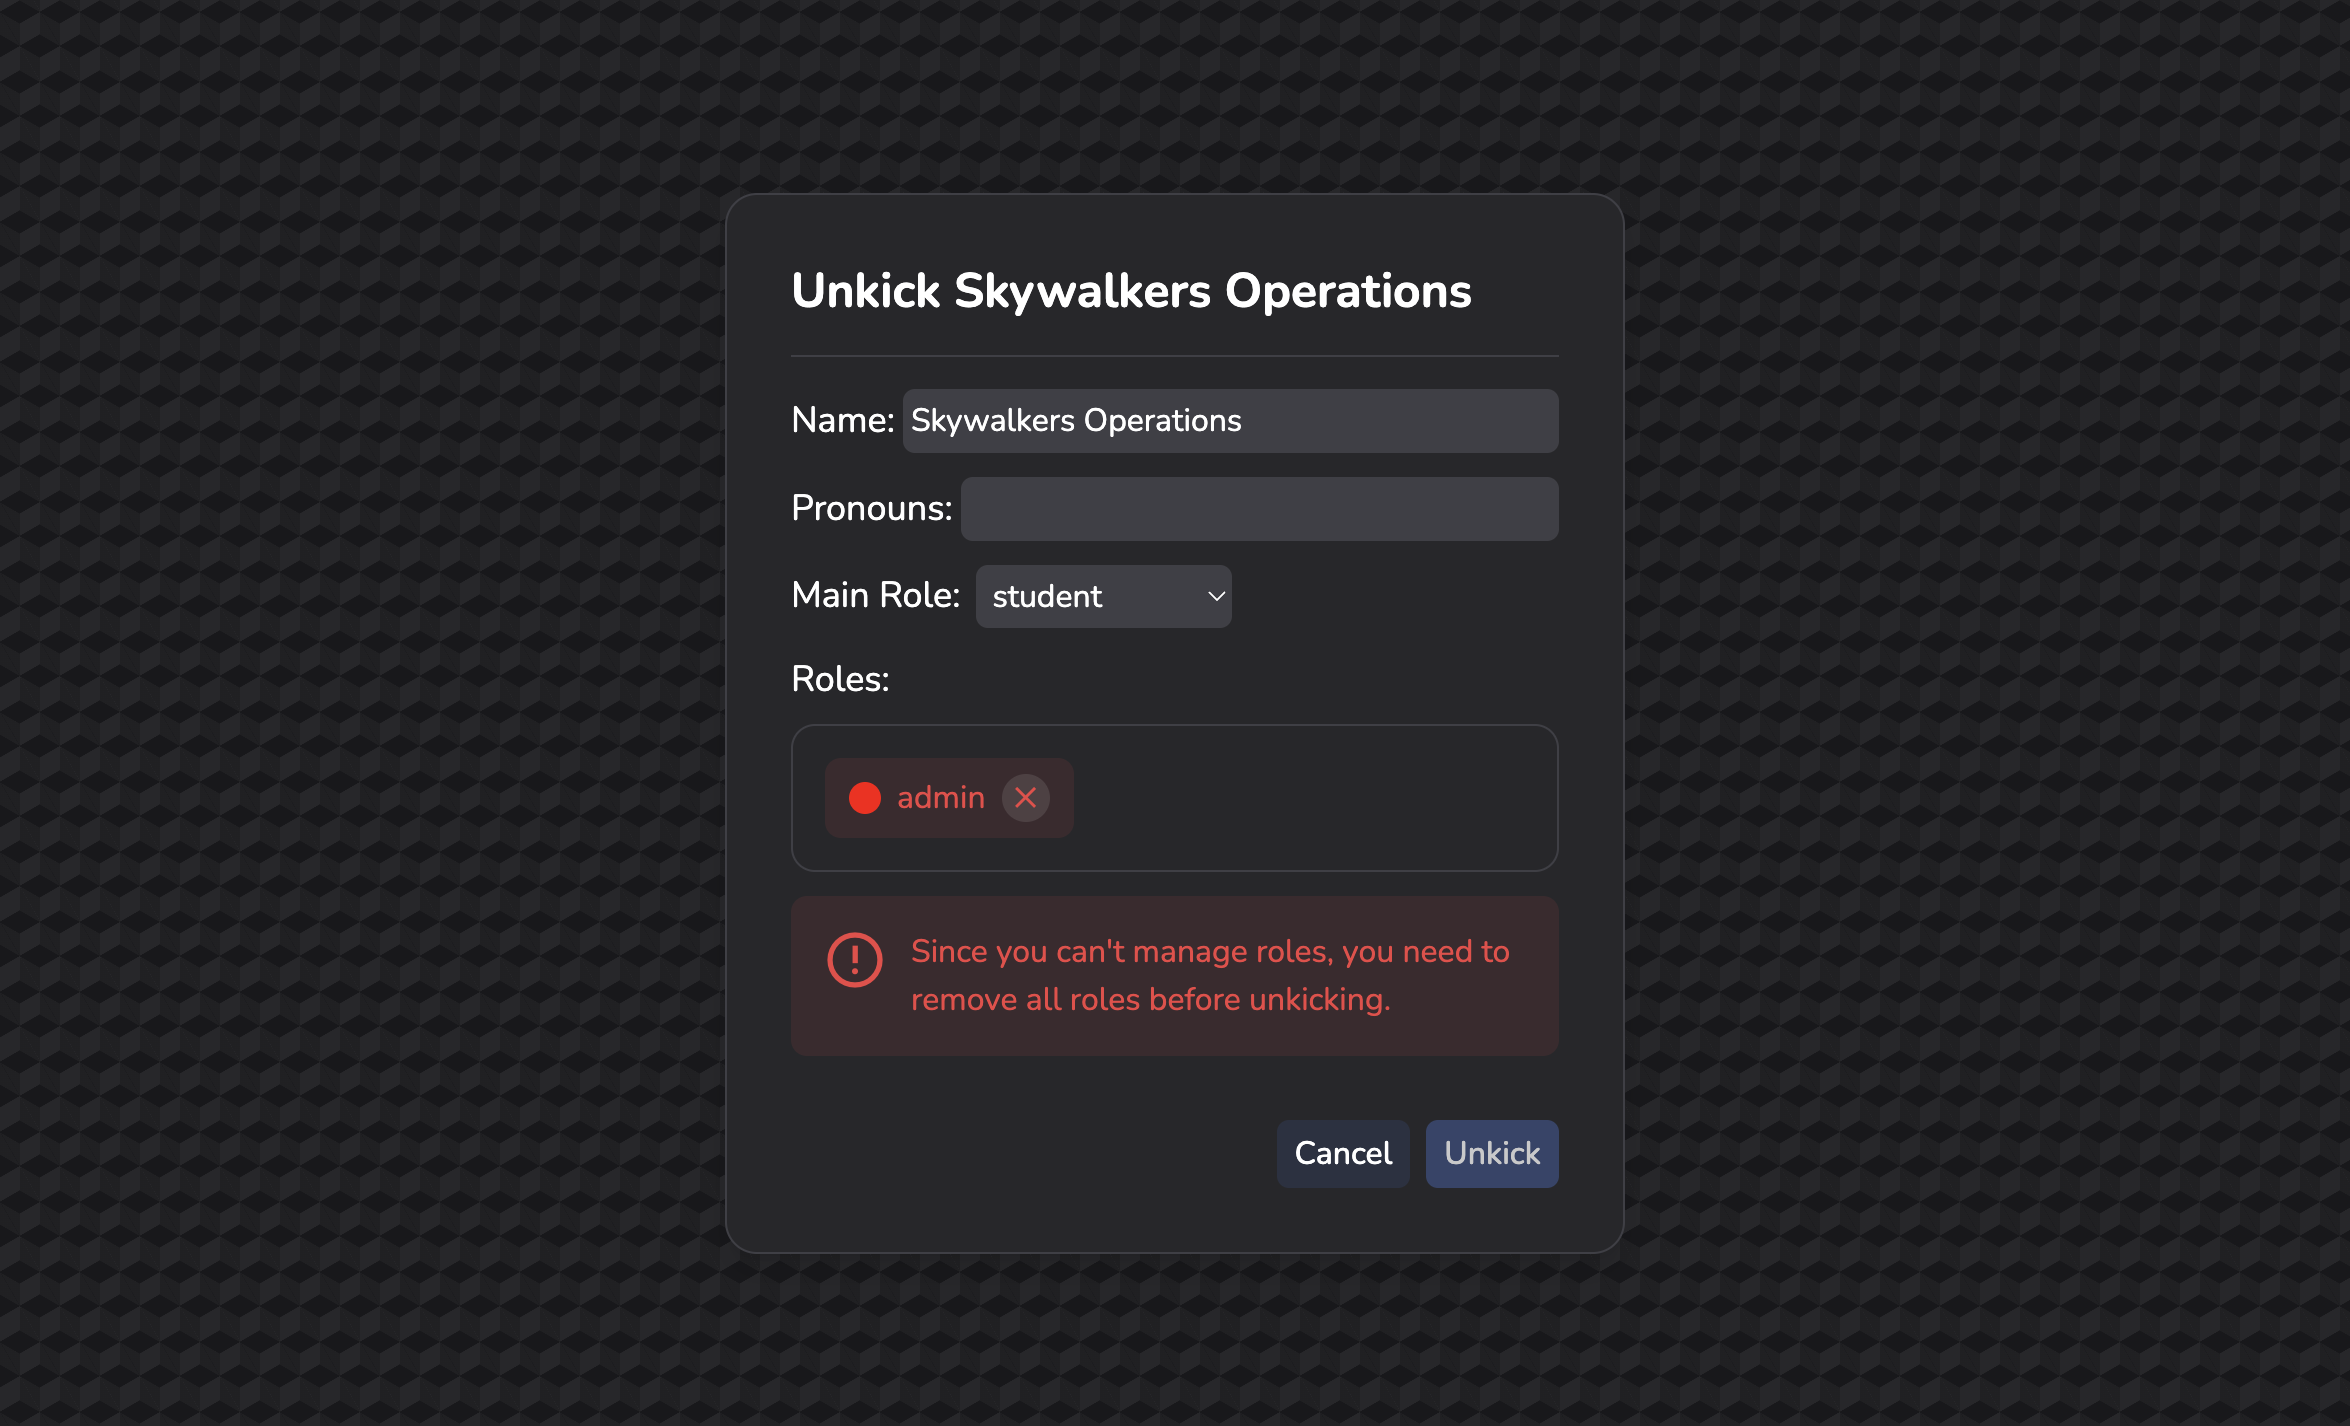 Unkick Skywalkers Operations
Name: Skywalkers Operations
Pronouns:
Main Role: student
Roles:
admin
Since you can't manage roles, you need to
remove all roles before unkicking.
Cancel Unkick